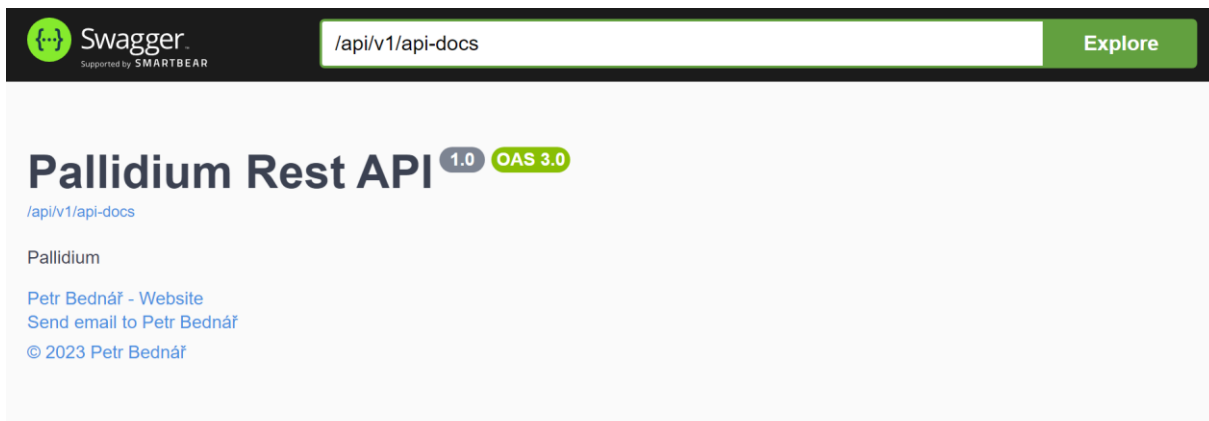 Swagger.
Supported by SMARTBEAR
/api/v1/api-docs
Explore
Pallidium Rest API 1.0 OAS 3.0
/api/v1/api-docs
Pallidium
Petr Bednář - Website
Send email to Petr Bednář
© 2023 Petr Bednář